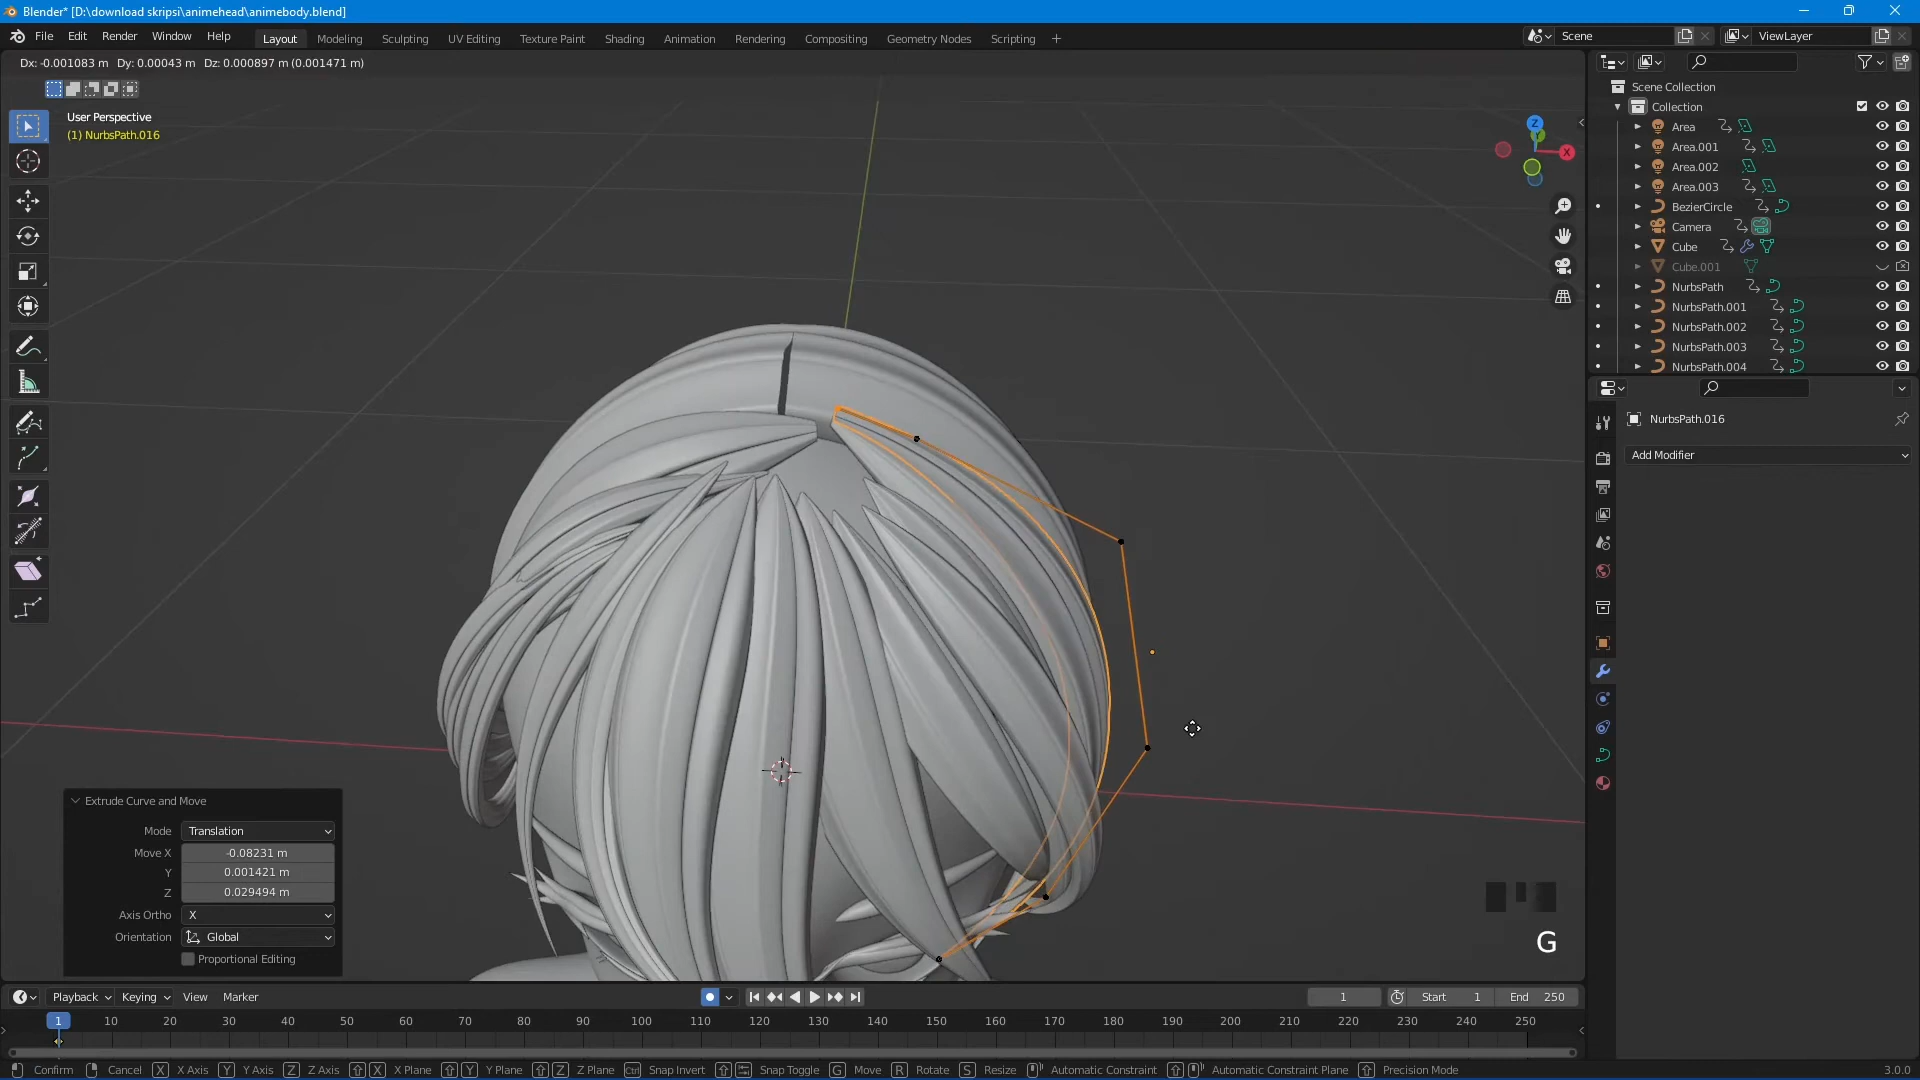 Blender* [D:\download skripsi\animehead\animebody.blend]
File Edit Render Window Help
Layout Modeling Sculpting UV Editing Texture Paint Shading Animation Rendering Compositing Geometry Nodes Scripting +
Scene
ViewLayer
Dx: -0.001083 m Dy: 0.00043 m Dz: 0.000897 m (0.001471 m)
User Perspective
(1) NurbsPath.016
Z
X
Scene Collection
Collection
Area
Area.001
Area.002
Area.003
BezierCircle
Camera
Cube
Cube.001
NurbsPath
NurbsPath.001
NurbsPath.002
NurbsPath.003
NurbsPath.004
NurbsPath.016
Add Modifier
Extrude Curve and Move
Mode Translation
Move X -0.08231 m
Y 0.001421 m
Z 0.029494 m
Axis Ortho X
Orientation Global
Proportional Editing
G
Playback Keying View Marker
1 Start 1 End 250
1 10 20 30 40 50 60 70 80 90 100 110 120 130 140 150 160 170 180 190 200 210 220 230 240 250
Confirm Cancel X X Axis Y Y Axis Z Z Axis X X Plane Y Y Plane Z Z Plane Ctrl Snap Invert Snap Toggle G Move R Rotate S Resize Automatic Constraint Automatic Constraint Plane Precision Mode 3.0.0